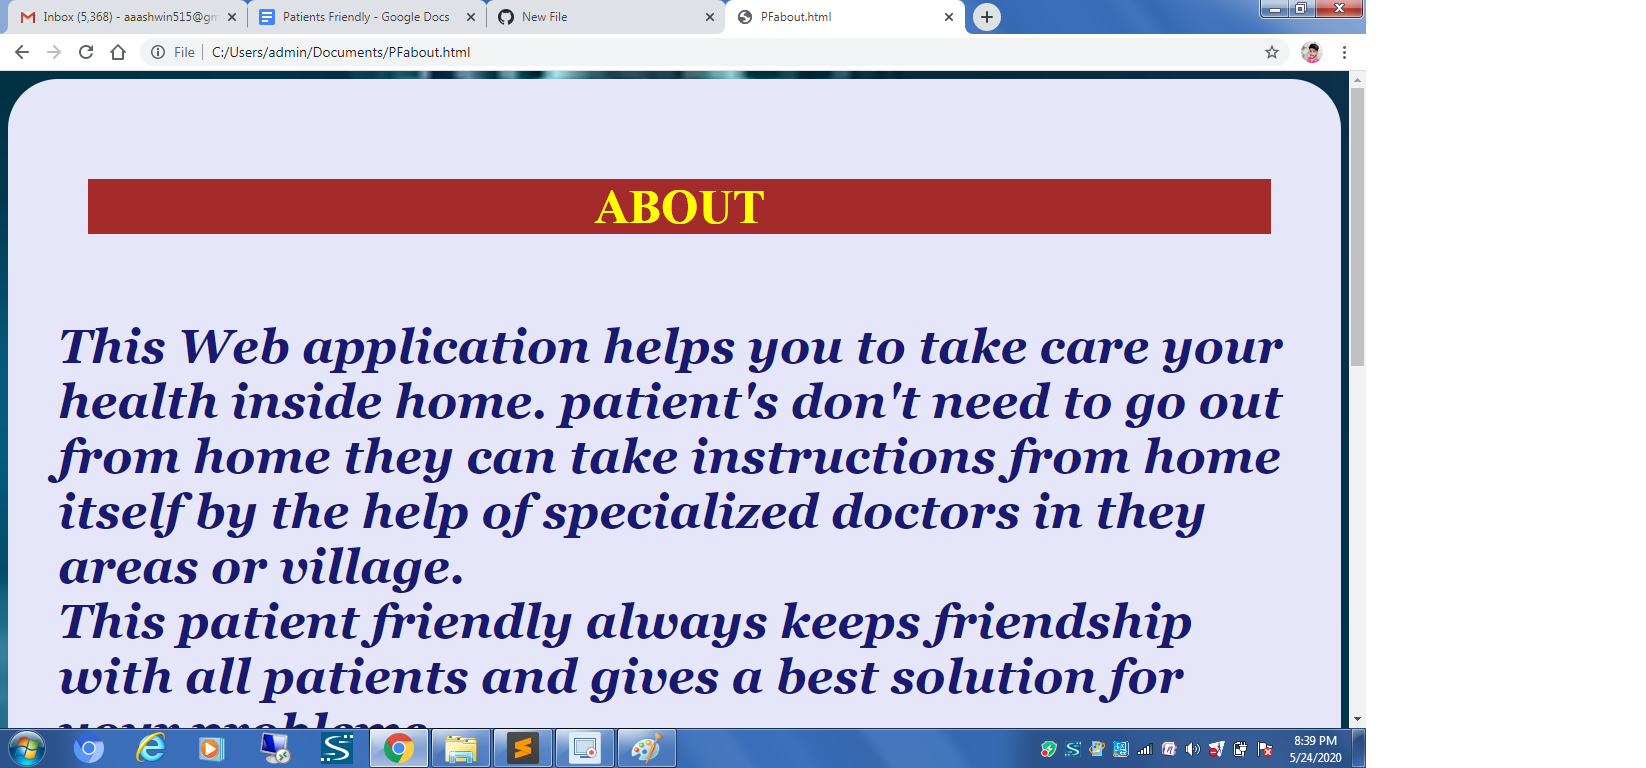 Inbox (5,368) - aaashwin515@gm
Patients Friendly - Google Docs
New File
PFabout.html
File
C:/Users/admin/Documents/PFabout.html
ABOUT
This Web application helps you to take care your
health inside home. patient's don't need to go out
from home they can take instructions from home
itself by the help of specialized doctors in they
areas or village.
This patient friendly always keeps friendship
with all patients and gives a best solution for
your problems
8:39 PM
5/24/2020